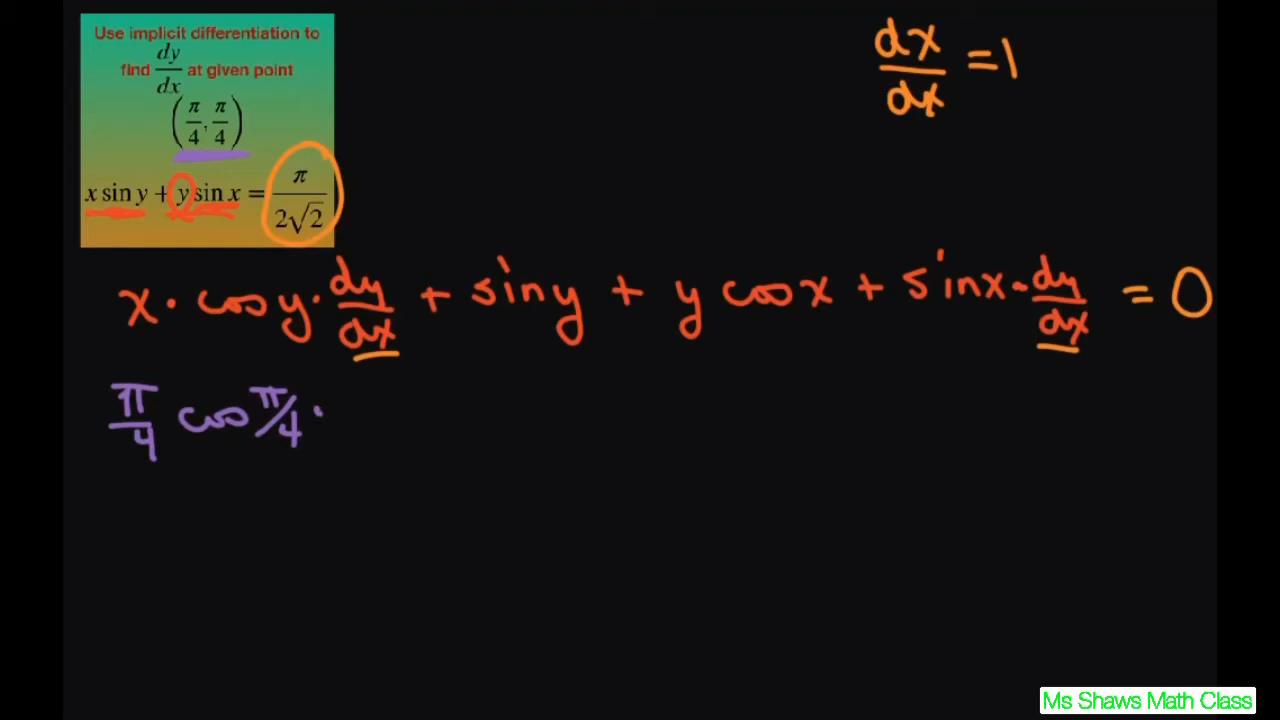 Use implicit differentiation to
find dy/dx at given point
(π/4, π/4)
x sin y + y sin x = π/(2√2)
dx/dx = 1
x · cos y · dy/dx + sin y + y cos x + sin x · dy/dx = 0
π/4 cos π/4 ·
Ms Shaws Math Class